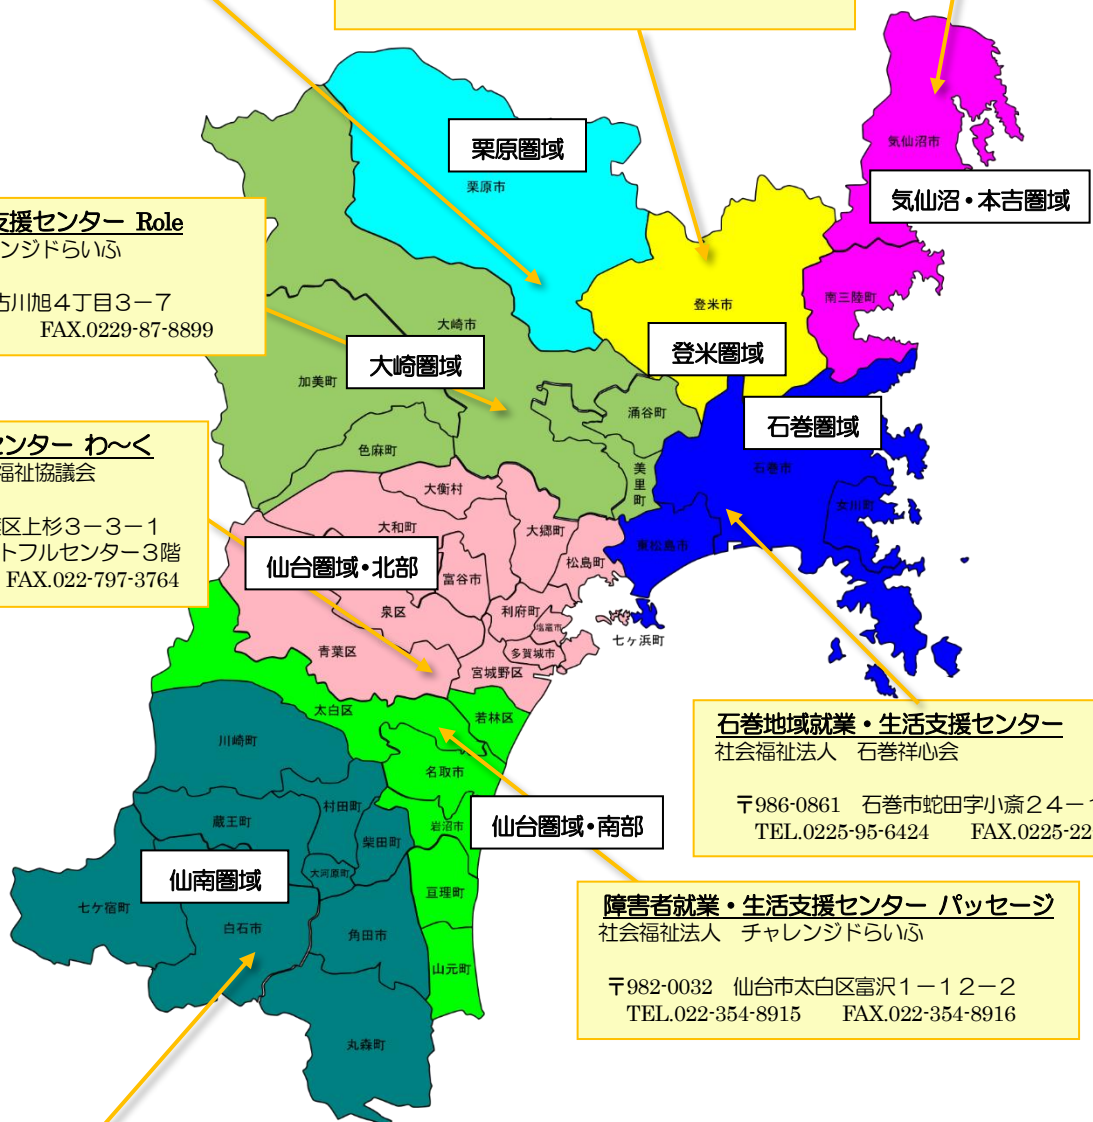 気仙沼市
栗原圏域
栗原市
気仙沼・本吉圏域
支援センター Role
ンジドらいふ
古川旭４丁目３－７
FAX.0229-87-8899
南三陸町
登米市
大崎市
登米圏域
大崎圏域
加美町
涌谷町
石巻圏域
センター わ～く
福祉協議会
区上杉３－３－１
トフルセンター３階
FAX.022-797-3764
色麻町
美里町
石巻市
大衡村
女川町
大和町
大郷町
東松島市
松島町
仙台圏域・北部
富谷市
泉区
利府町
塩竈市
七ヶ浜町
青葉区
多賀城市
宮城野区
太白区
若林区
石巻地域就業・生活支援センター
社会福祉法人　石巻祥心会
〒986-0861　石巻市蛇田字小斎２４－
TEL.0225-95-6424　　FAX.0225-22
川崎町
名取市
村田町
蔵王町
岩沼市
仙台圏域・南部
柴田町
大河原町
仙南圏域
亘理町
七ケ宿町
白石市
角田市
障害者就業・生活支援センター パッセージ
社会福祉法人　チャレンジドらいふ
〒982-0032　仙台市太白区富沢１－１２－２
TEL.022-354-8915　　FAX.022-354-8916
山元町
丸森町